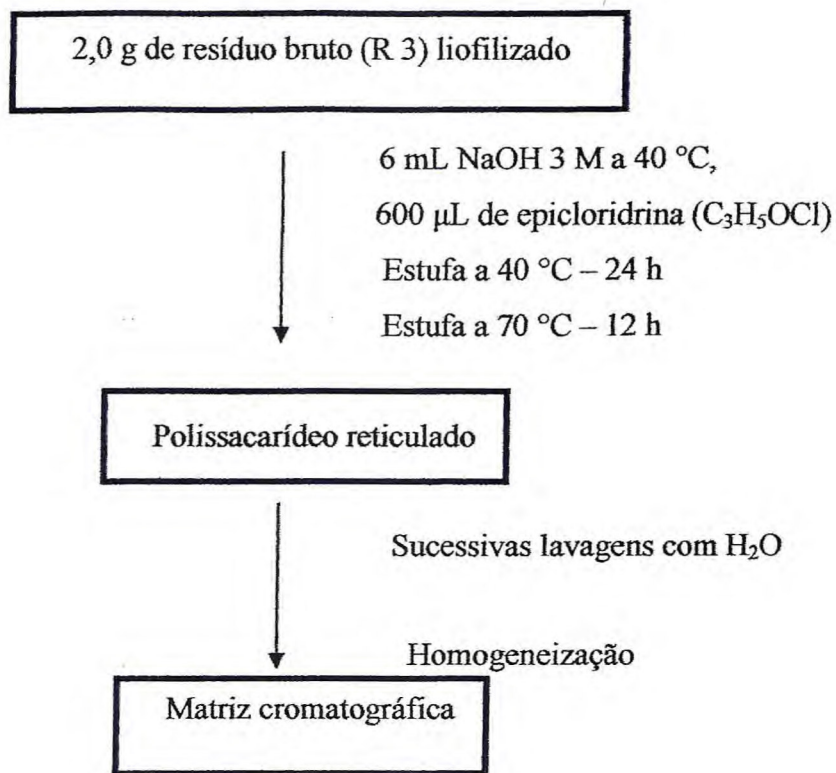 2,0 g de resíduo bruto (R 3) liofilizado
6 mL NaOH 3 M a 40 °C,
600 µL de epicloridrina (C₃H₅OCl)
Estufa a 40 °C – 24 h
Estufa a 70 °C – 12 h
Polissacarídeo reticulado
Sucessivas lavagens com H₂O
Homogeneização
Matriz cromatográfica